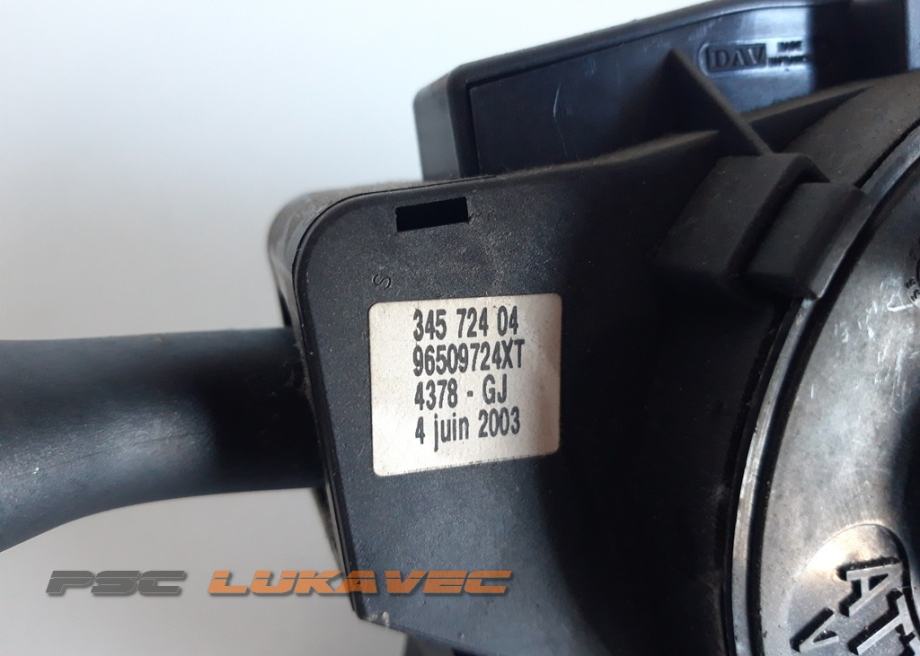 DAV
345 724 04
96509724XT
4378 - GJ
4 juin 2003
PSC LUKAVEC